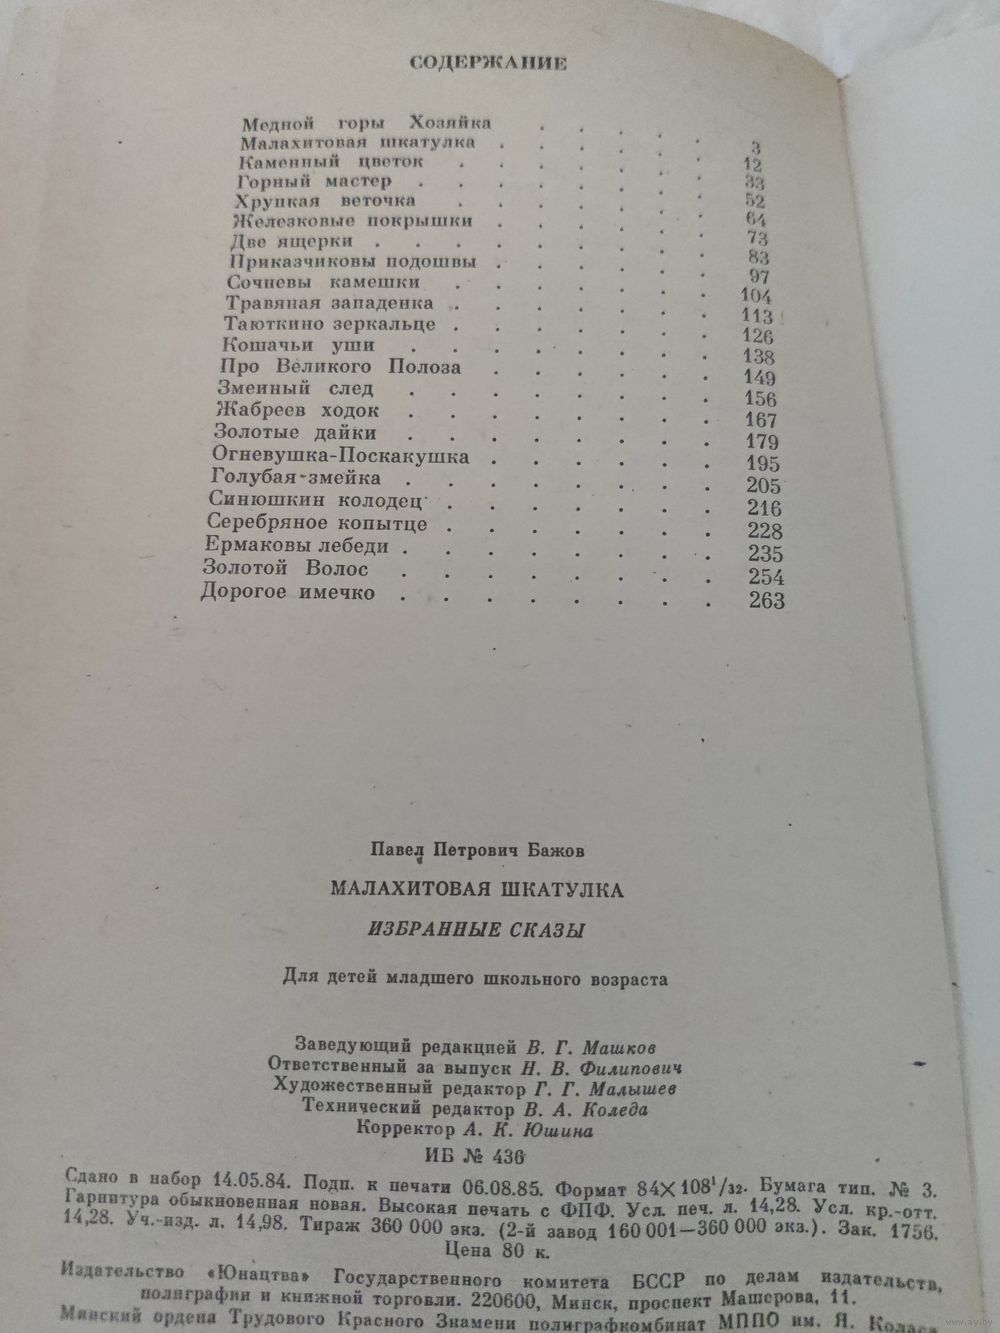 СОДЕРЖАНИЕ
Медной горы Хозяйка . . . . . 3
Малахитовая шкатулка . . . . . . 12
Каменный цветок . . . . . . 33
Горный мастер . . . . . . . 52
Хрупкая веточка . . . . . . 64
Железковые покрышки . . . . . . 73
Две ящерки . . . . . . . . 83
Приказчиковы подошвы . . . . . . 97
Сочневы камешки . . . . . . . 104
Травяная западенка . . . . . . . 113
Таюткино зеркальце . . . . . . . 126
Кошачьи уши . . . . . . . . 138
Про Великого Полоза . . . . . . 149
Змеиный след . . . . . . . . 156
Жабреев ходок . . . . . . . . 167
Золотые дайки . . . . . . . . 179
Огневушка-Поскакушка . . . . . . 195
Голубая змейка . . . . . . . . 205
Синюшкин колодец . . . . . . . 216
Серебряное копытце . . . . . . . 228
Ермаковы лебеди . . . . . . . . 235
Золотой Волос . . . . . . . . 254
Дорогое имечко . . . . . . . . 263
Павел Петрович Бажов
МАЛАХИТОВАЯ ШКАТУЛКА
ИЗБРАННЫЕ СКАЗЫ
Для детей младшего школьного возраста
Заведующий редакцией В. Г. Машков
Ответственный за выпуск Н. В. Филипович
Художественный редактор Г. Г. Малышев
Технический редактор В. А. Коледа
Корректор А. К. Юшина
ИБ № 436
Сдано в набор 14.05.84. Подп. к печати 06.08.85. Формат 84×108¹/₃₂. Бумага тип. № 3.
Гарнитура обыкновенная новая. Высокая печать с ФПФ. Усл. печ. л. 14,28. Усл. кр.-отт.
14,28. Уч.-изд. л. 14,98. Тираж 360 000 экз. (2-й завод 160 001—360 000 экз.). Зак. 1756.
Цена 80 к.
Издательство «Юнацтва» Государственного комитета БССР по делам издательств,
полиграфии и книжной торговли. 220600, Минск, проспект Машерова, 11.
Минский ордена Трудового Красного Знамени полиграфкомбинат МППО им. Я. Коласа
www.ay.by